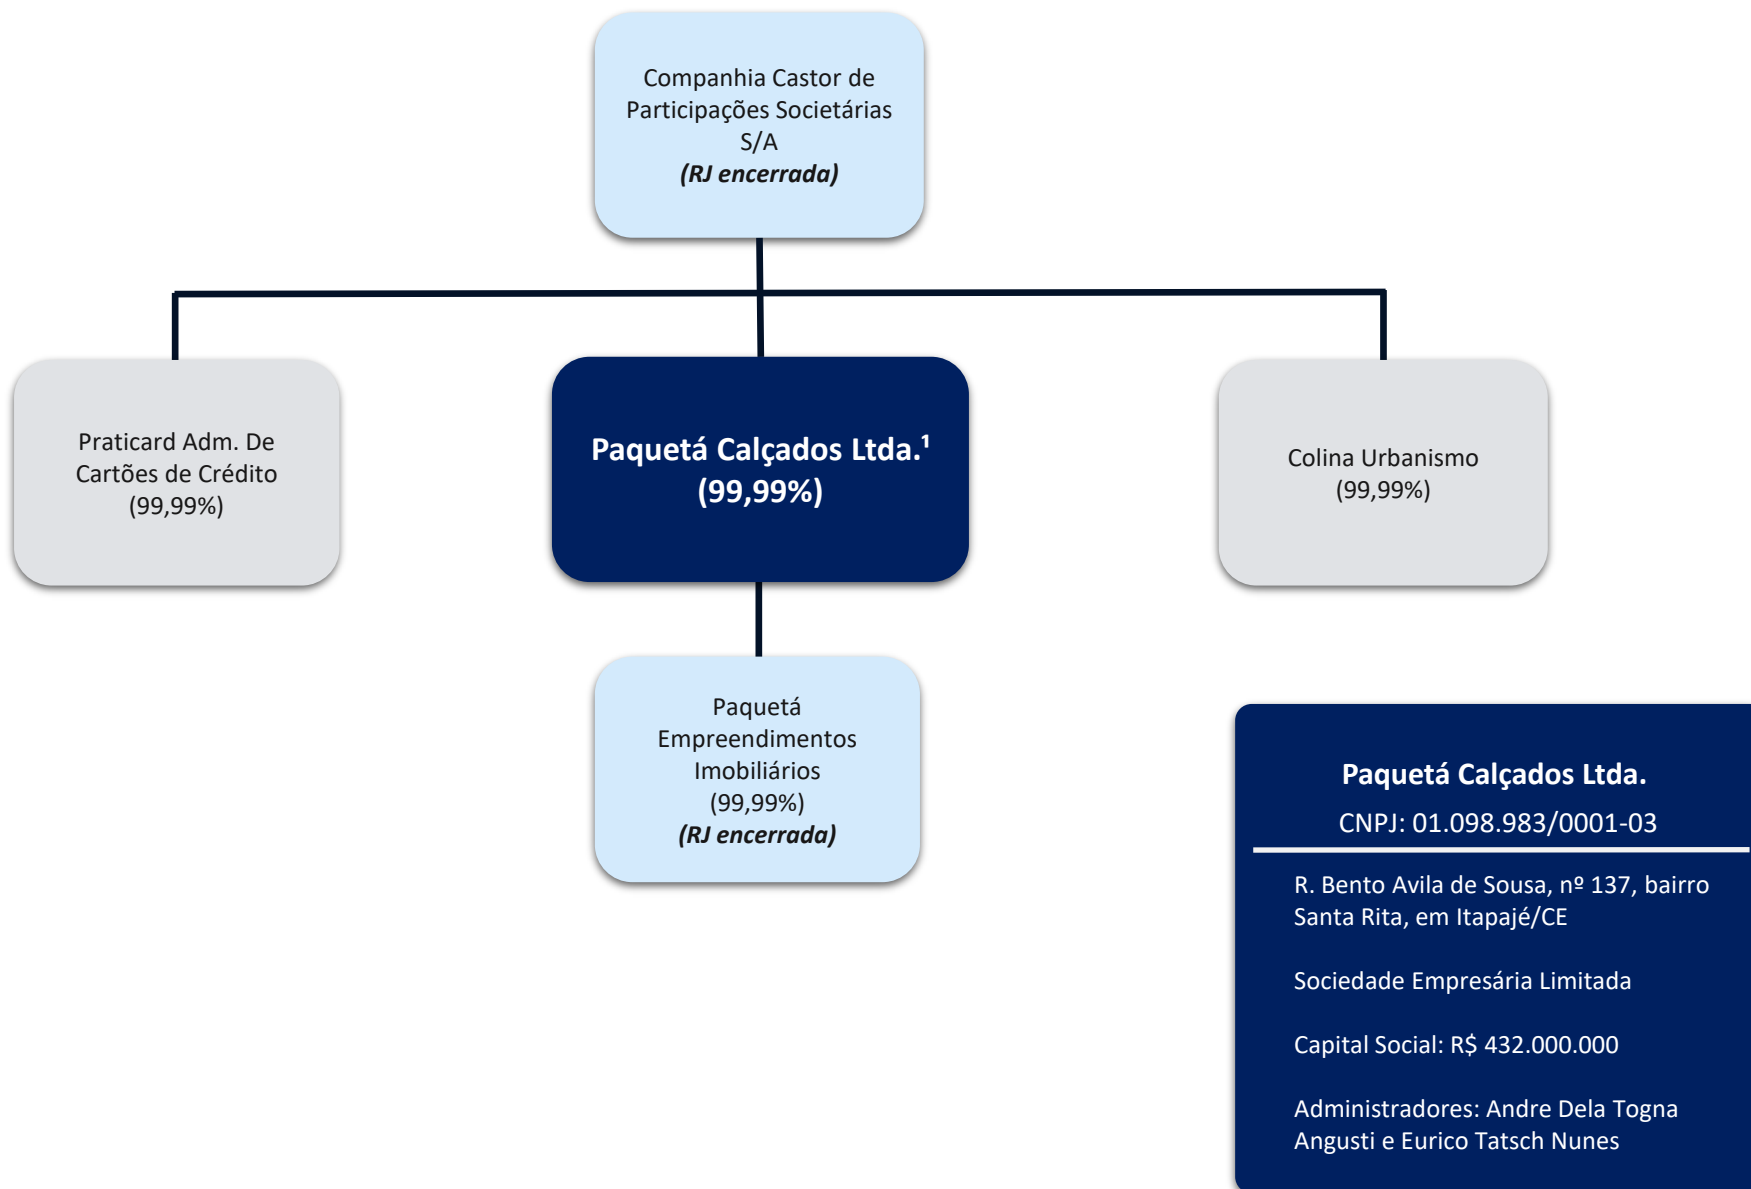 Companhia Castor de
Participações Societárias
S/A
(RJ encerrada)
Praticard Adm. De
Cartões de Crédito
(99,99%)
Paquetá Calçados Ltda.¹
(99,99%)
Colina Urbanismo
(99,99%)
Paquetá
Empreendimentos
Imobiliários
(99,99%)
(RJ encerrada)
Paquetá Calçados Ltda.
CNPJ: 01.098.983/0001-03
R. Bento Avila de Sousa, nº 137, bairro
Santa Rita, em Itapajé/CE
Sociedade Empresária Limitada
Capital Social: R$ 432.000.000
Administradores: Andre Dela Togna
Angusti e Eurico Tatsch Nunes